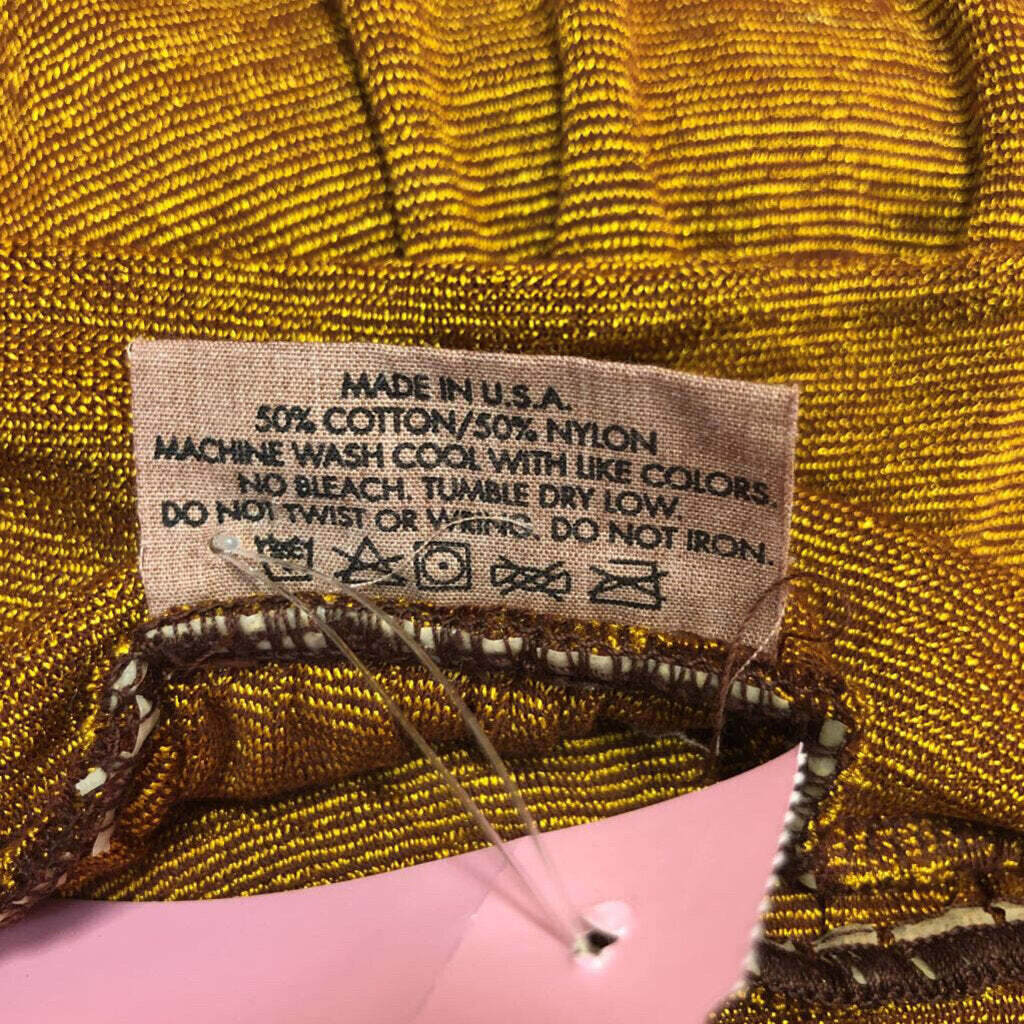 MADE IN U.S.A.
50% COTTON/50% NYLON
MACHINE WASH COOL WITH LIKE COLORS.
NO BLEACH. TUMBLE DRY LOW
DO NOT TWIST OR WRING. DO NOT IRON.